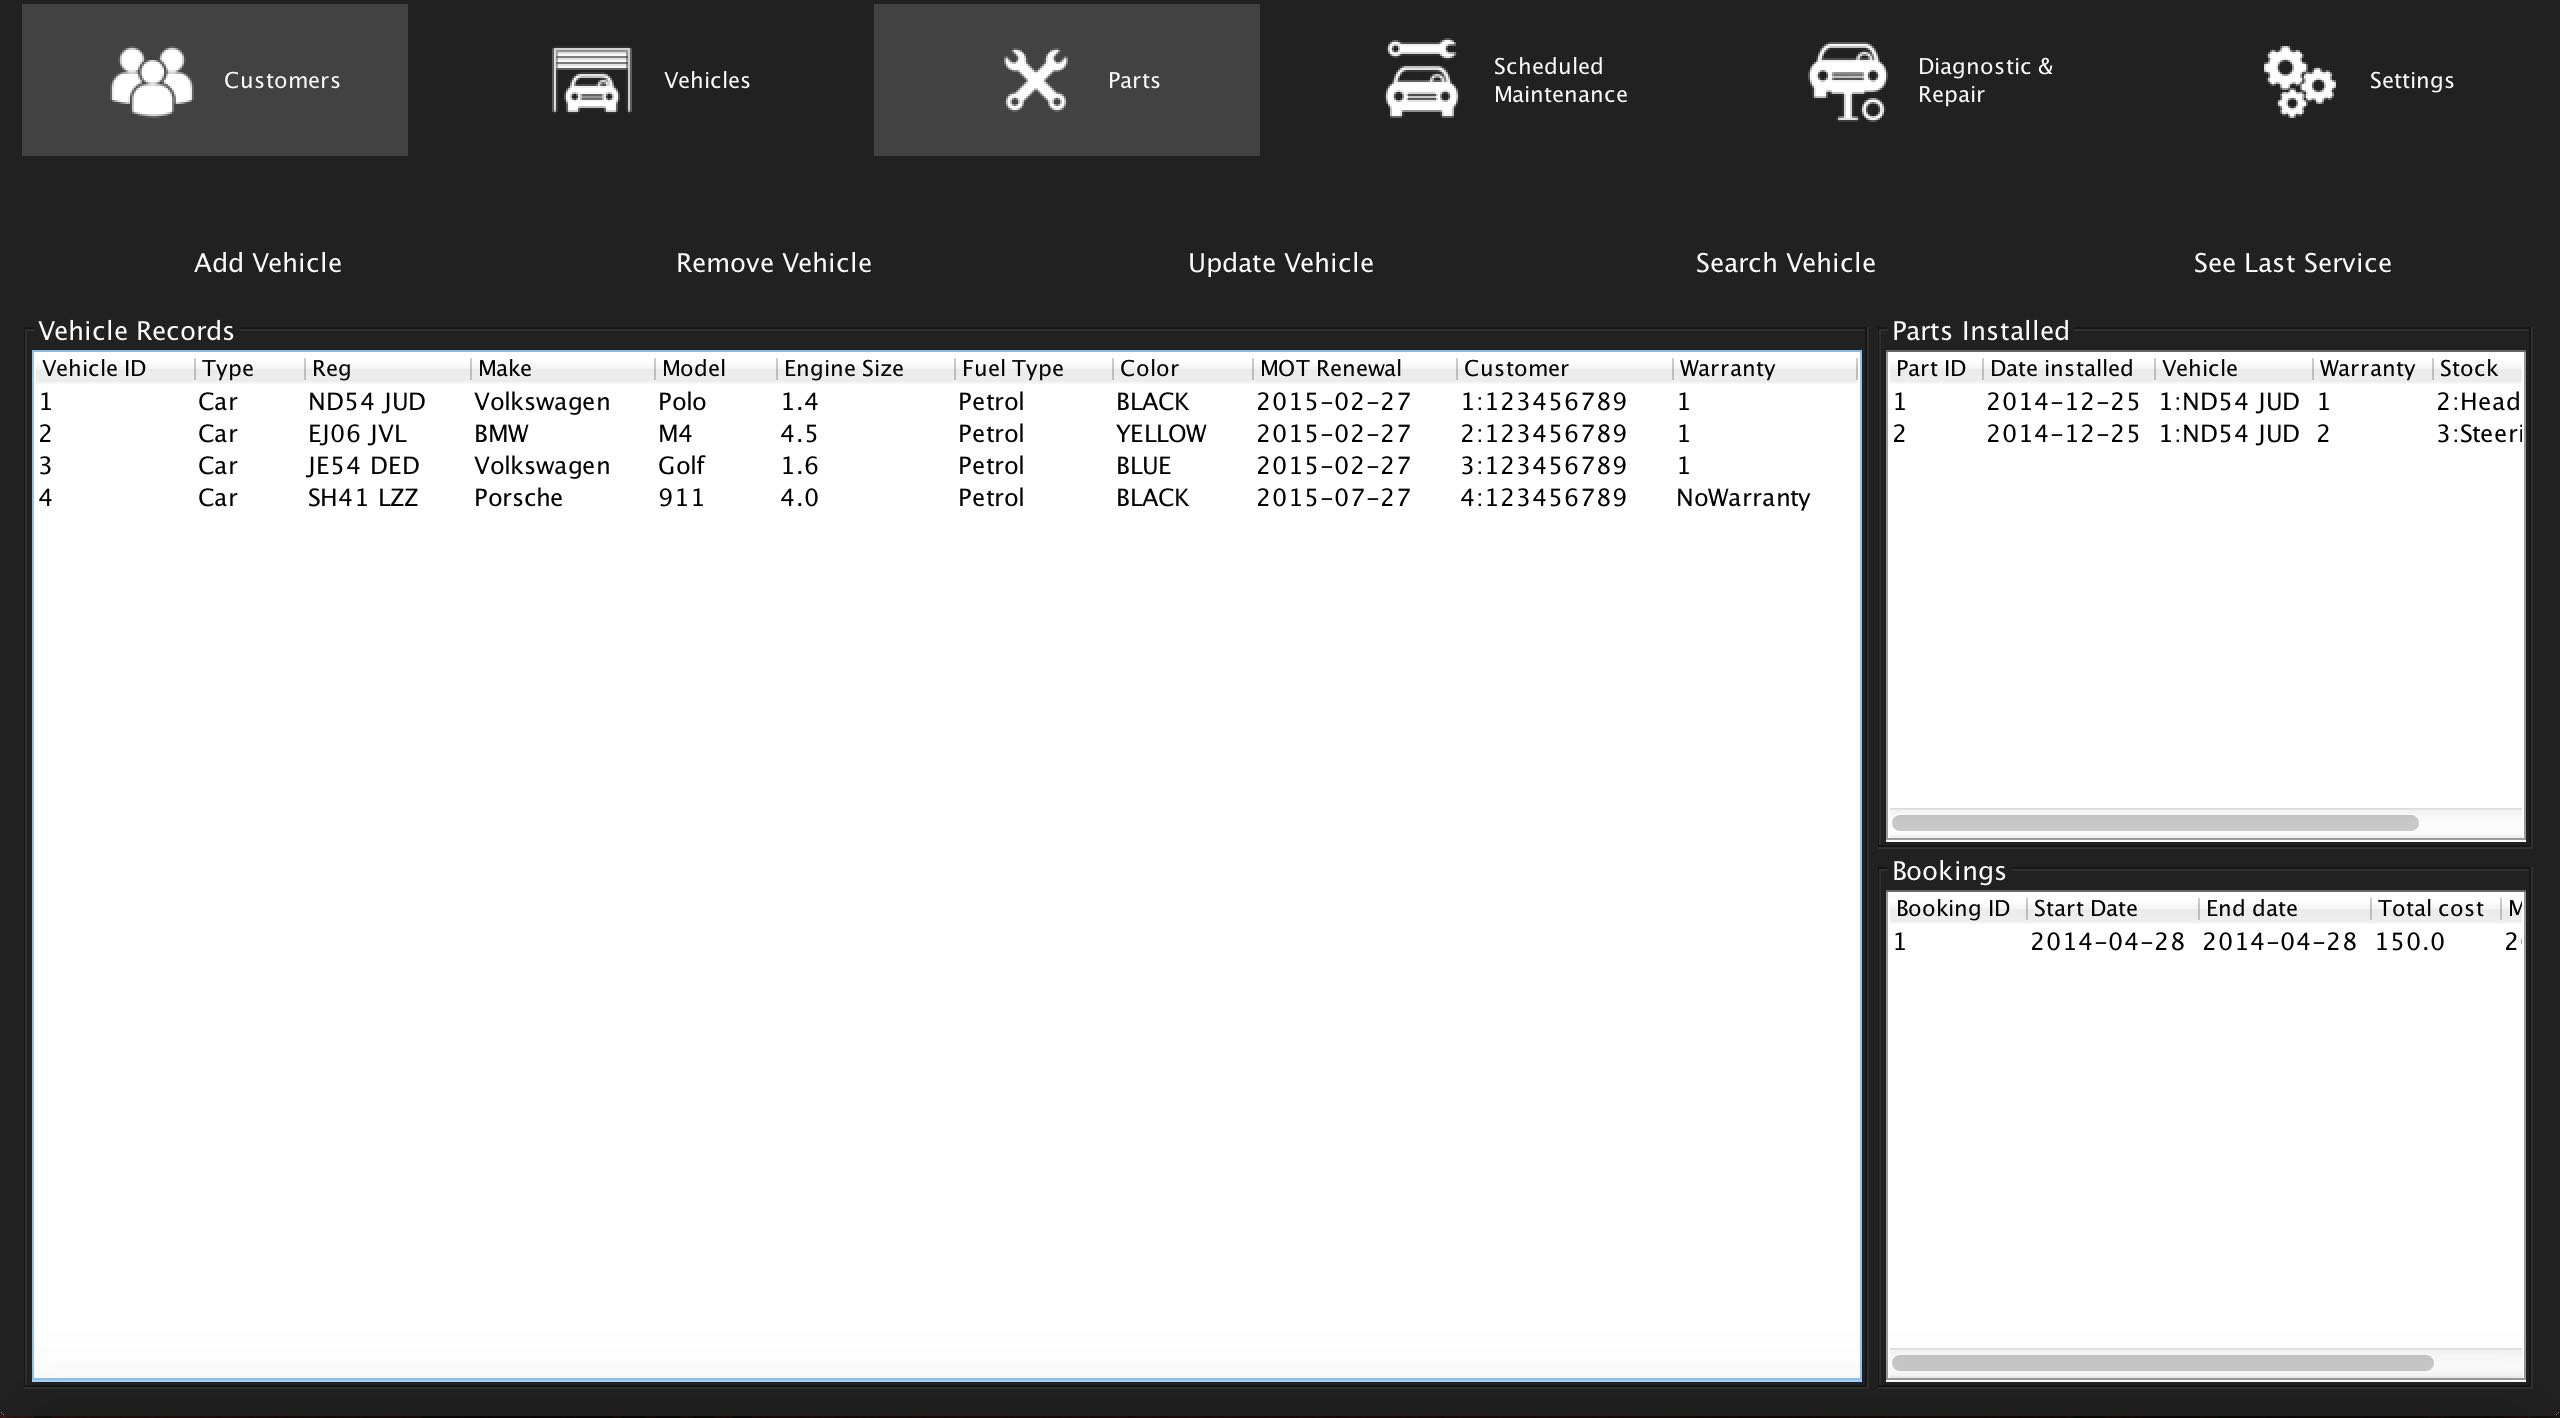 Customers
Vehicles
Parts
Scheduled
Maintenance
Diagnostic &
Repair
Settings
Add Vehicle
Remove Vehicle
Update Vehicle
Search Vehicle
See Last Service
Vehicle Records
Vehicle ID Type Reg Make Model Engine Size Fuel Type Color MOT Renewal Customer Warranty
1 Car ND54 JUD Volkswagen Polo 1.4 Petrol BLACK 2015-02-27 1:123456789 1
2 Car EJ06 JVL BMW M4 4.5 Petrol YELLOW 2015-02-27 2:123456789 1
3 Car JE54 DED Volkswagen Golf 1.6 Petrol BLUE 2015-02-27 3:123456789 1
4 Car SH41 LZZ Porsche 911 4.0 Petrol BLACK 2015-07-27 4:123456789 NoWarranty
Parts Installed
Part ID Date installed Vehicle Warranty Stock
1 2014-12-25 1:ND54 JUD 1 2:Head
2 2014-12-25 1:ND54 JUD 2 3:Steeri
Bookings
Booking ID Start Date End date Total cost
1 2014-04-28 2014-04-28 150.0